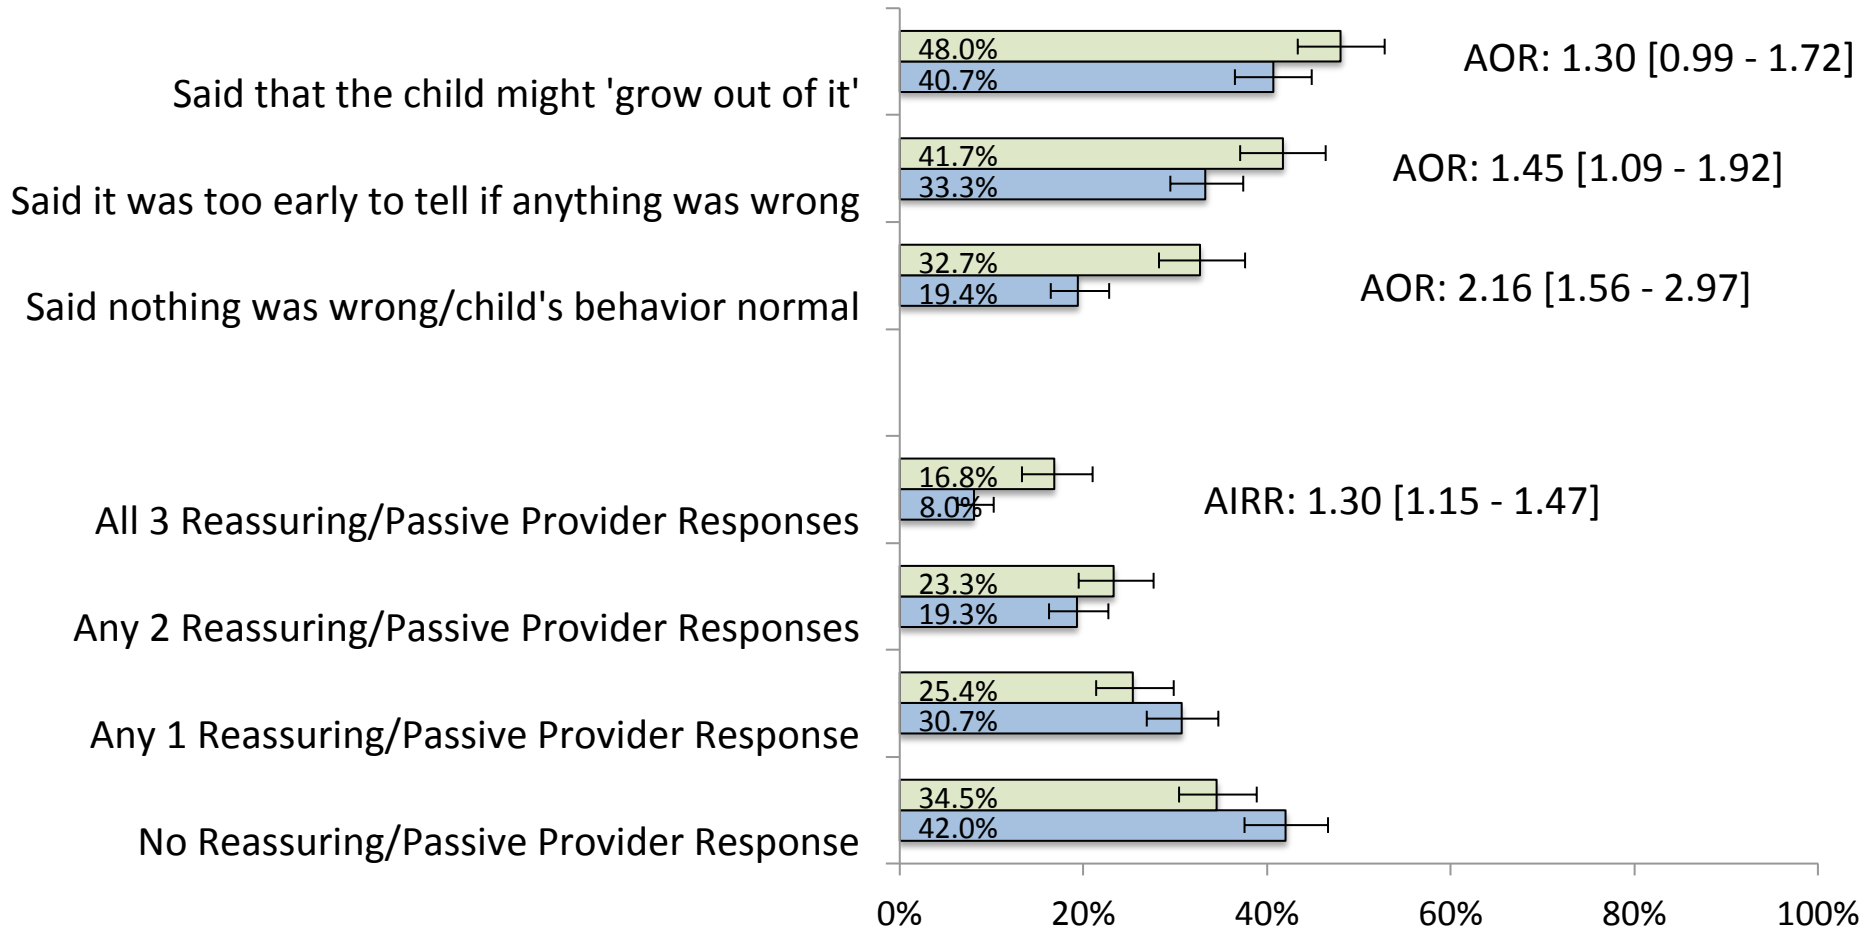 48.0%
AOR: 1.30 [0.99 - 1.72]
40.7%
Said that the child might 'grow out of it'
41.7%
AOR: 1.45 [1.09 - 1.92]
33.3%
Said it was too early to tell if anything was wrong
32.7%
AOR: 2.16 [1.56 - 2.97]
19.4%
Said nothing was wrong/child's behavior normal
16.8%
AIRR: 1.30 [1.15 - 1.47]
8.0%
All 3 Reassuring/Passive Provider Responses
23.3%
19.3%
Any 2 Reassuring/Passive Provider Responses
25.4%
30.7%
Any 1 Reassuring/Passive Provider Response
34.5%
42.0%
No Reassuring/Passive Provider Response
0% 20% 40% 60% 80% 100%